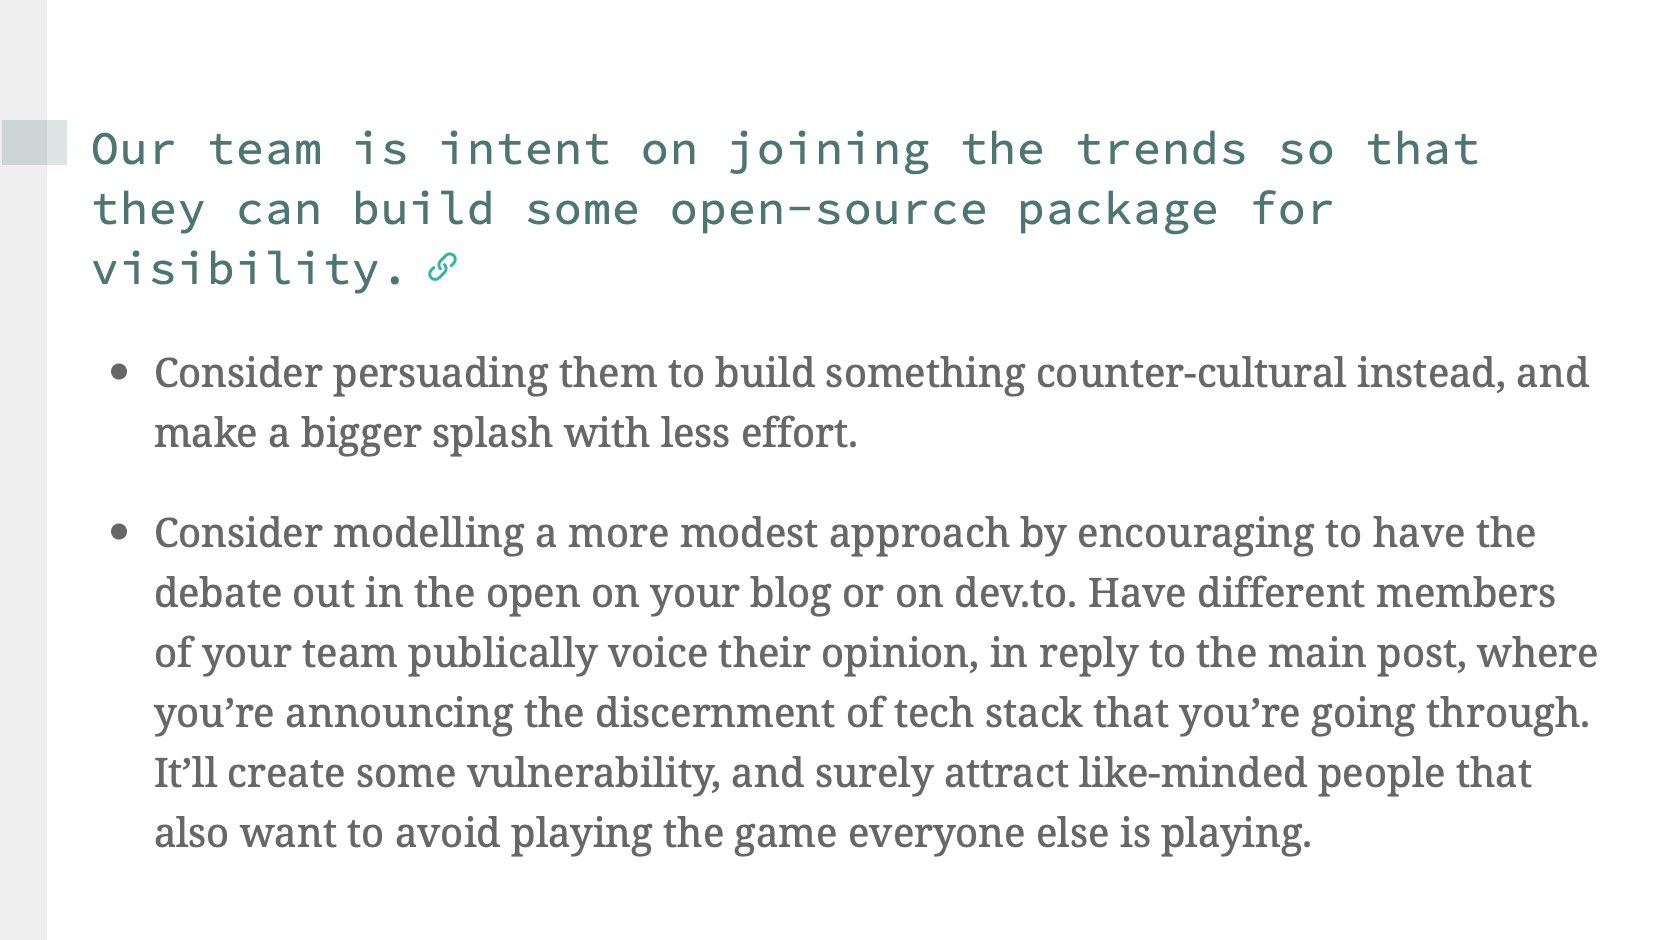 Our team is intent on joining the trends so that
they can build some open-source package for
visibility.
• Consider persuading them to build something counter-cultural instead, and
make a bigger splash with less effort.
• Consider modelling a more modest approach by encouraging to have the
debate out in the open on your blog or on dev.to. Have different members
of your team publically voice their opinion, in reply to the main post, where
you’re announcing the discernment of tech stack that you’re going through.
It’ll create some vulnerability, and surely attract like-minded people that
also want to avoid playing the game everyone else is playing.